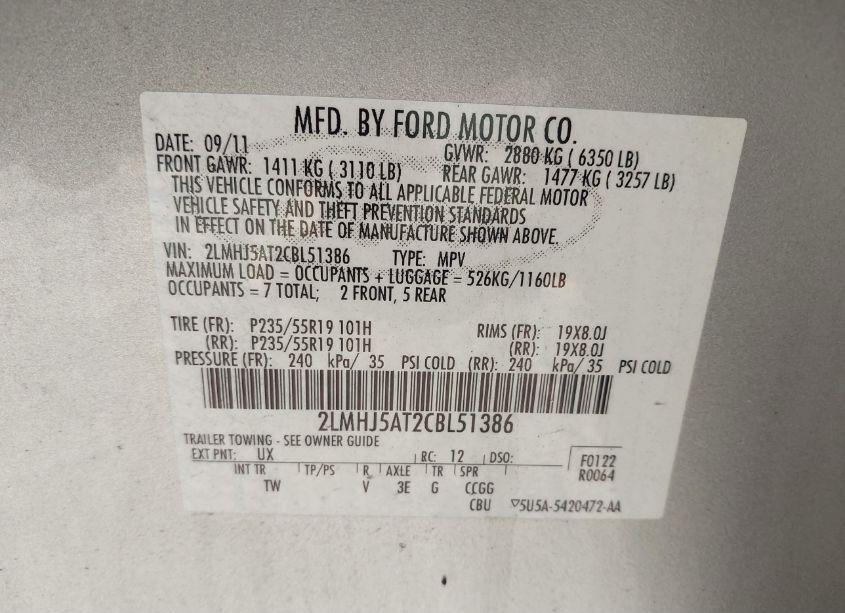 MFD. BY FORD MOTOR CO.
DATE: 09/11 GVWR: 2880 KG ( 6350 LB)
FRONT GAWR: 1411 KG ( 3110 LB) REAR GAWR: 1477 KG ( 3257 LB)
THIS VEHICLE CONFORMS TO ALL APPLICABLE FEDERAL MOTOR
VEHICLE SAFETY AND THEFT PREVENTION STANDARDS
IN EFFECT ON THE DATE OF MANUFACTURE SHOWN ABOVE.
VIN: 2LMHJ5AT2CBL51386 TYPE: MPV
MAXIMUM LOAD = OCCUPANTS + LUGGAGE = 526KG/1160LB
OCCUPANTS = 7 TOTAL; 2 FRONT, 5 REAR
TIRE (FR): P235/55R19 101H RIMS (FR): 19X8.0J
(RR): P235/55R19 101H (RR): 19X8.0J
PRESSURE (FR): 240 kPa/ 35 PSI COLD (RR): 240 kPa/ 35 PSI COLD
2LMHJ5AT2CBL51386
TRAILER TOWING - SEE OWNER GUIDE
EXT PNT: UX RC: 12 DSO: F0122
INT TR TP/PS R AXLE TR SPR R0064
TW V 3E G CCGG
CBU ▽5U5A-5420472-AA